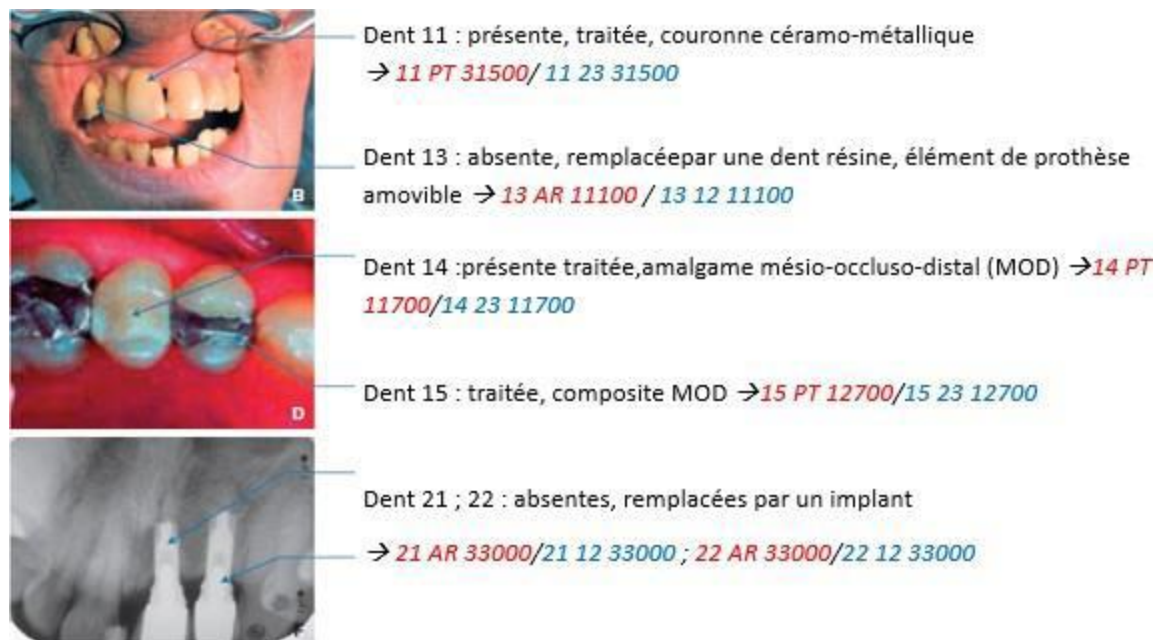 Dent 11 : présente, traitée, couronne céramo-métallique
→ 11 PT 31500/ 11 23 31500
B
Dent 13 : absente, remplacéepar une dent résine, élément de prothèse
amovible → 13 AR 11100 / 13 12 11100
Dent 14 :présente traitée,amalgame mésio-occluso-distal (MOD) →14 PT
11700/14 23 11700
Dent 15 : traitée, composite MOD →15 PT 12700/15 23 12700
D
Dent 21 ; 22 : absentes, remplacées par un implant
→ 21 AR 33000/21 12 33000 ; 22 AR 33000/22 12 33000
F